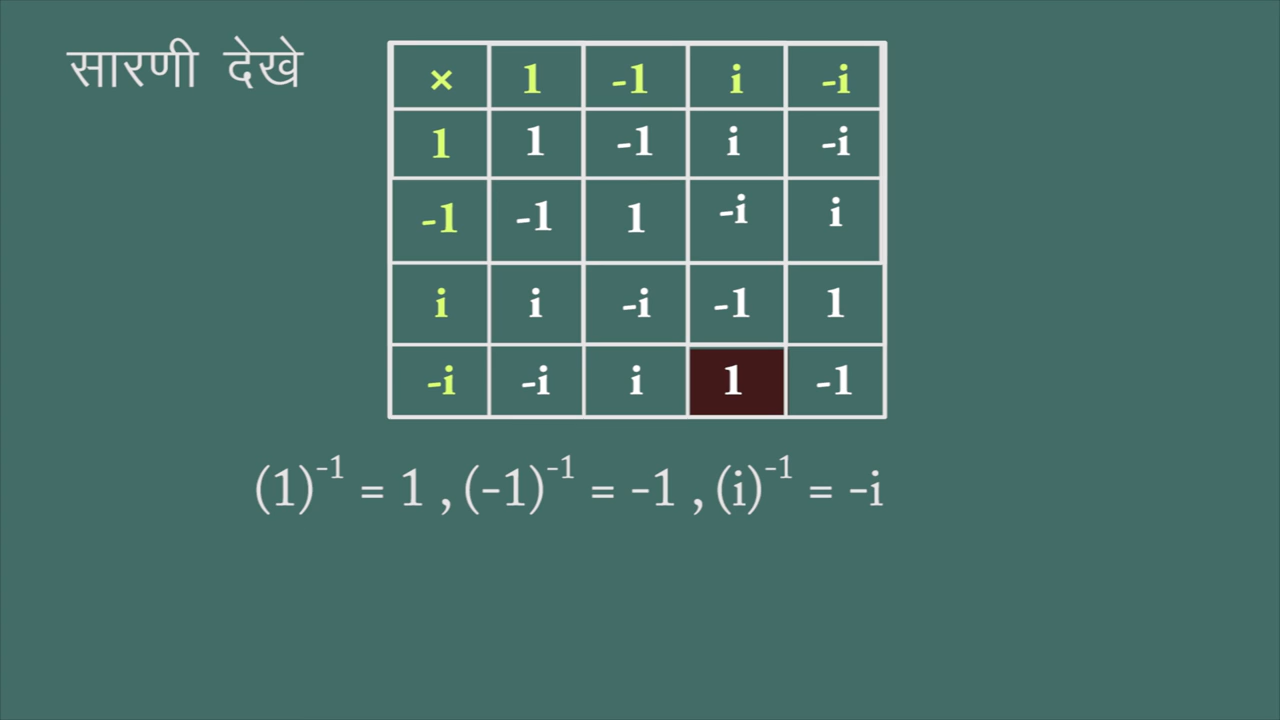 सारणी देखे
× 1 -1 i -i
1 1 -1 i -i
-1 -1 1 -i i
i i -i -1 1
-i -i i 1 -1
(1)⁻¹ = 1 , (-1)⁻¹ = -1 , (i)⁻¹ = -i